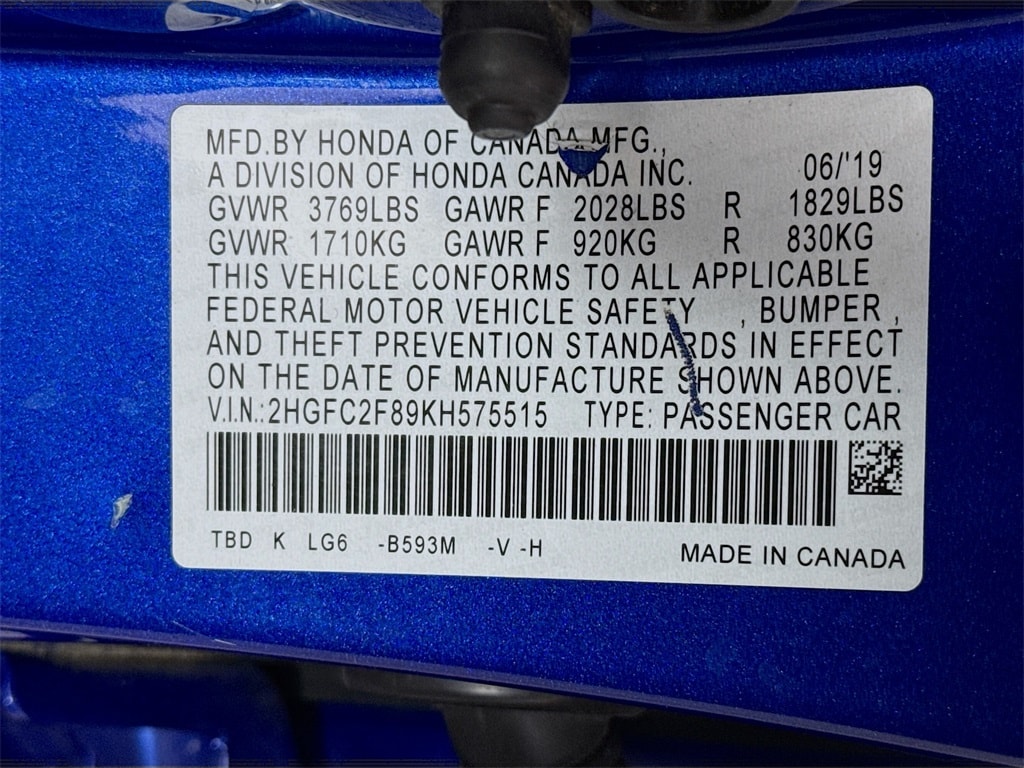 MFD.BY HONDA OF CANADA MFG.,
A DIVISION OF HONDA CANADA INC. 06/'19
GVWR 3769LBS GAWR F 2028LBS R 1829LBS
GVWR 1710KG GAWR F 920KG R 830KG
THIS VEHICLE CONFORMS TO ALL APPLICABLE
FEDERAL MOTOR VEHICLE SAFETY , BUMPER ,
AND THEFT PREVENTION STANDARDS IN EFFECT
ON THE DATE OF MANUFACTURE SHOWN ABOVE.
V.I.N.:2HGFC2F89KH575515 TYPE: PASSENGER CAR
TBD K LG6 -B593M -V -H MADE IN CANADA